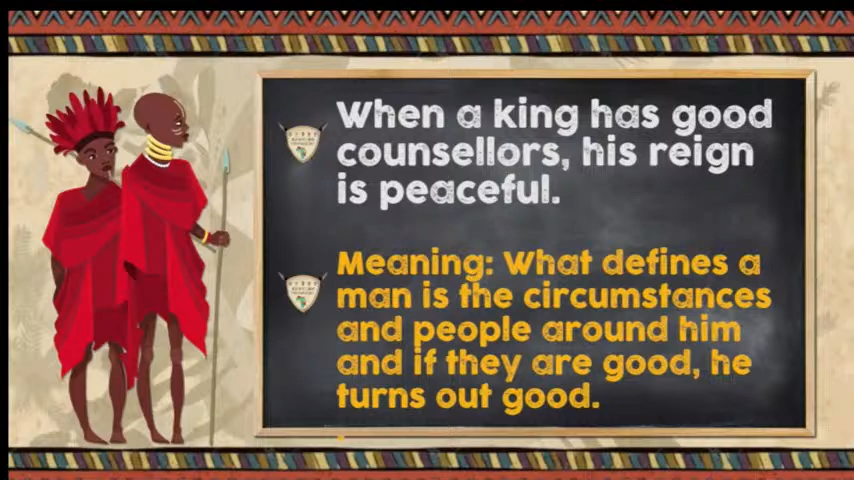 When a king has good
counsellors, his reign
is peaceful.
Meaning: What defines a
man is the circumstances
and people around him
and if they are good, he
turns out good.